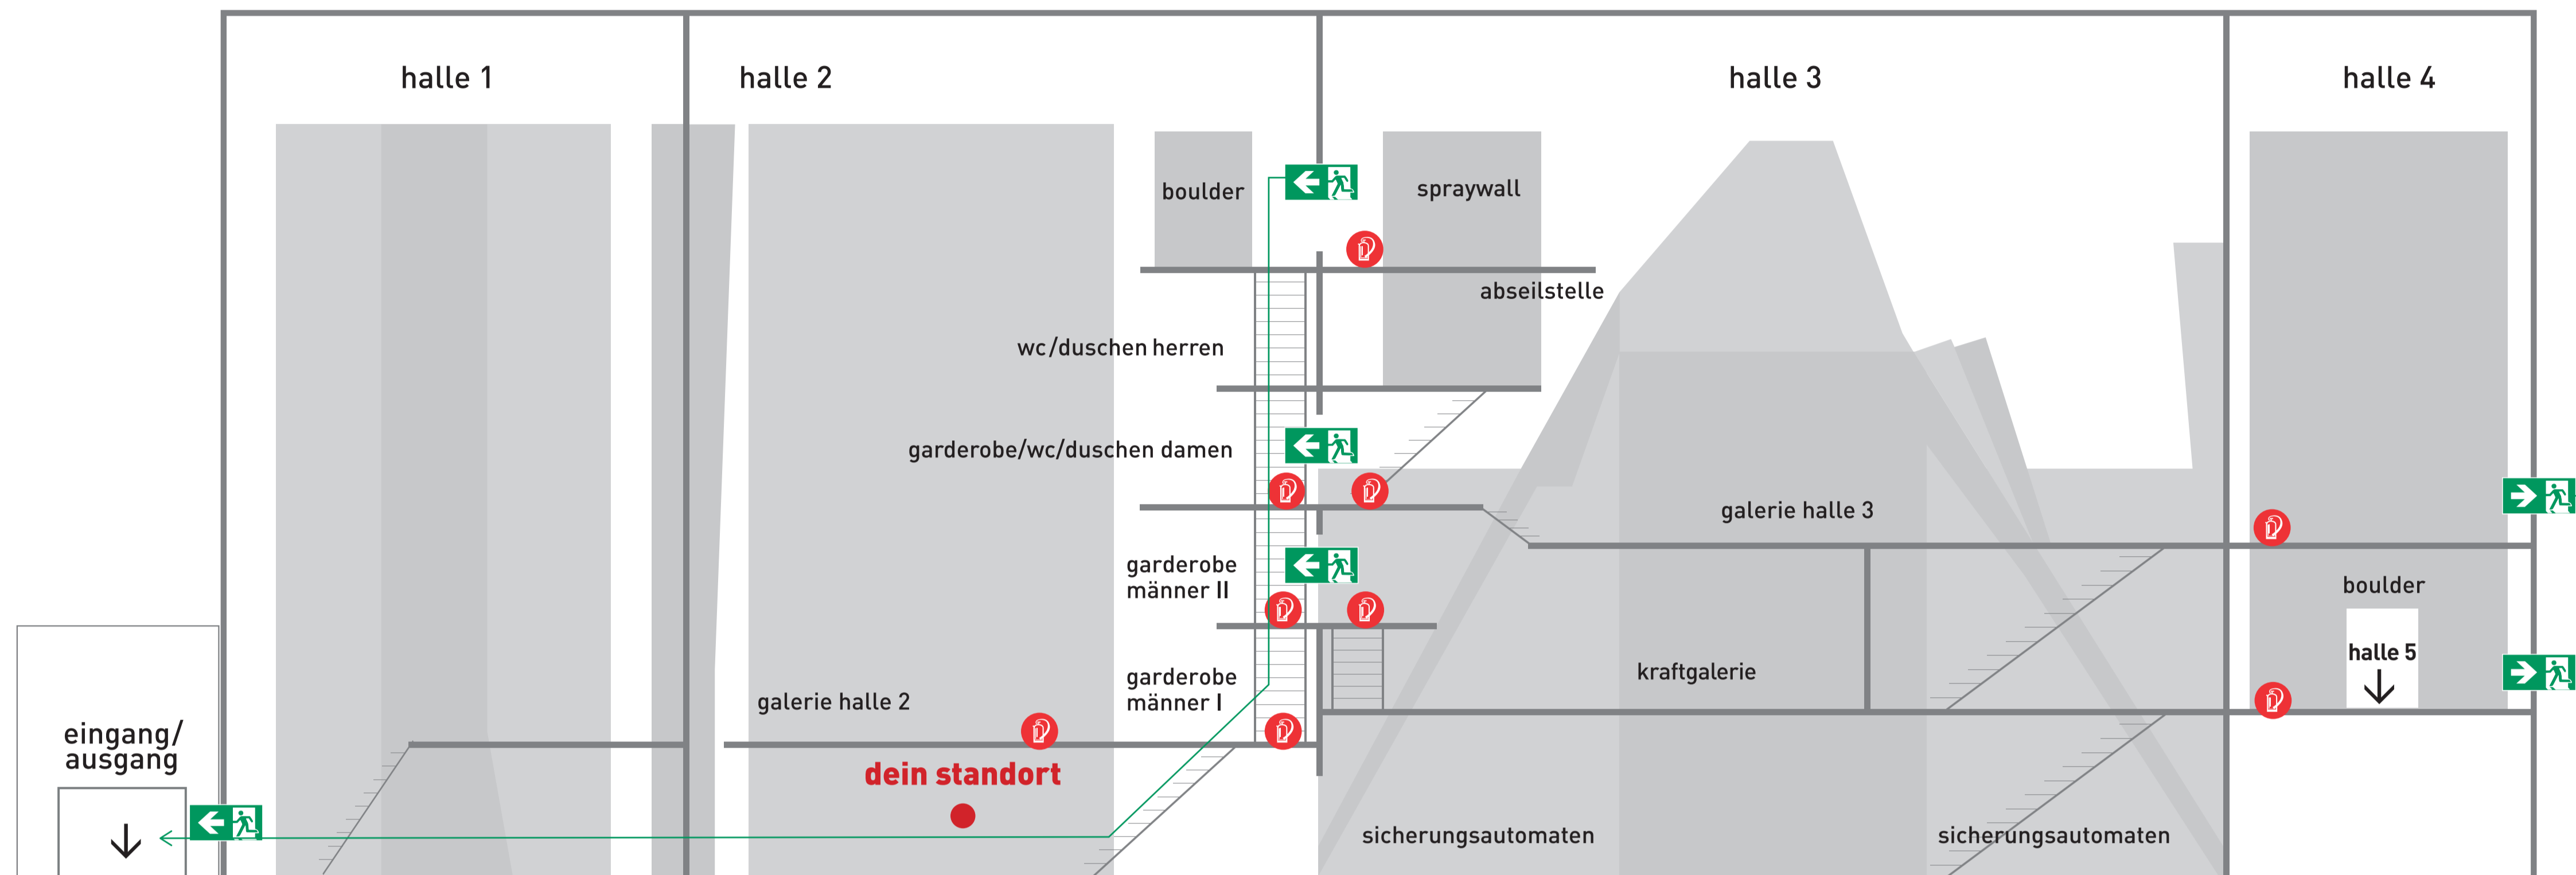 halle 1
halle 2
halle 3
halle 4
boulder
spraywall
abseilstelle
wc/duschen herren
garderobe/wc/duschen damen
galerie halle 3
garderobe
männer II
boulder
halle 5
kraftgalerie
garderobe
männer I
galerie halle 2
eingang/
ausgang
dein standort
sicherungsautomaten
sicherungsautomaten